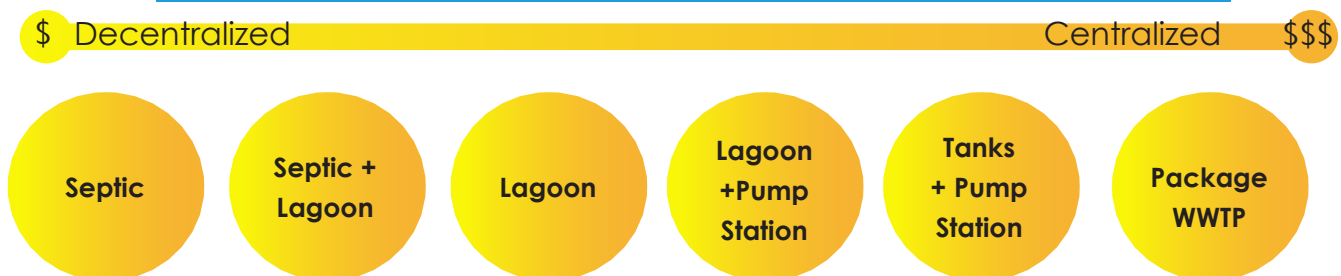 $ Decentralized Centralized $$$
Septic
Septic +
Lagoon
Lagoon
Lagoon
+Pump
Station
Tanks
+ Pump
Station
Package
WWTP